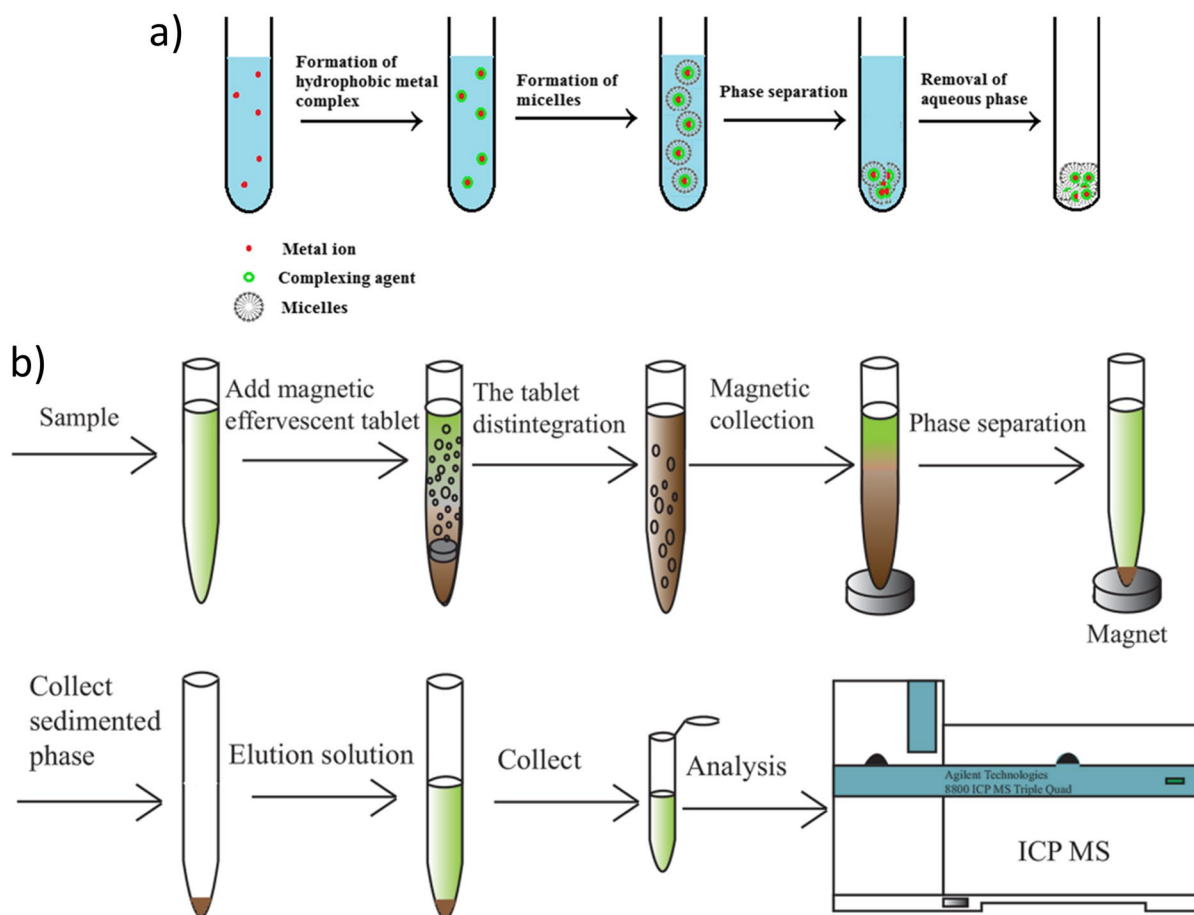 a)
Formation of
hydrophobic metal
complex
Formation of
micelles
Phase separation
Removal of
aqueous phase
Metal ion
Complexing agent
Micelles
b)
Sample
Add magnetic
effervescent tablet
The tablet
distintegration
Magnetic
collection
Phase separation
Magnet
Collect
sedimented
phase
Elution solution
Collect
Analysis
Agilent Technologies
8800 ICP MS Triple Quad
ICP MS